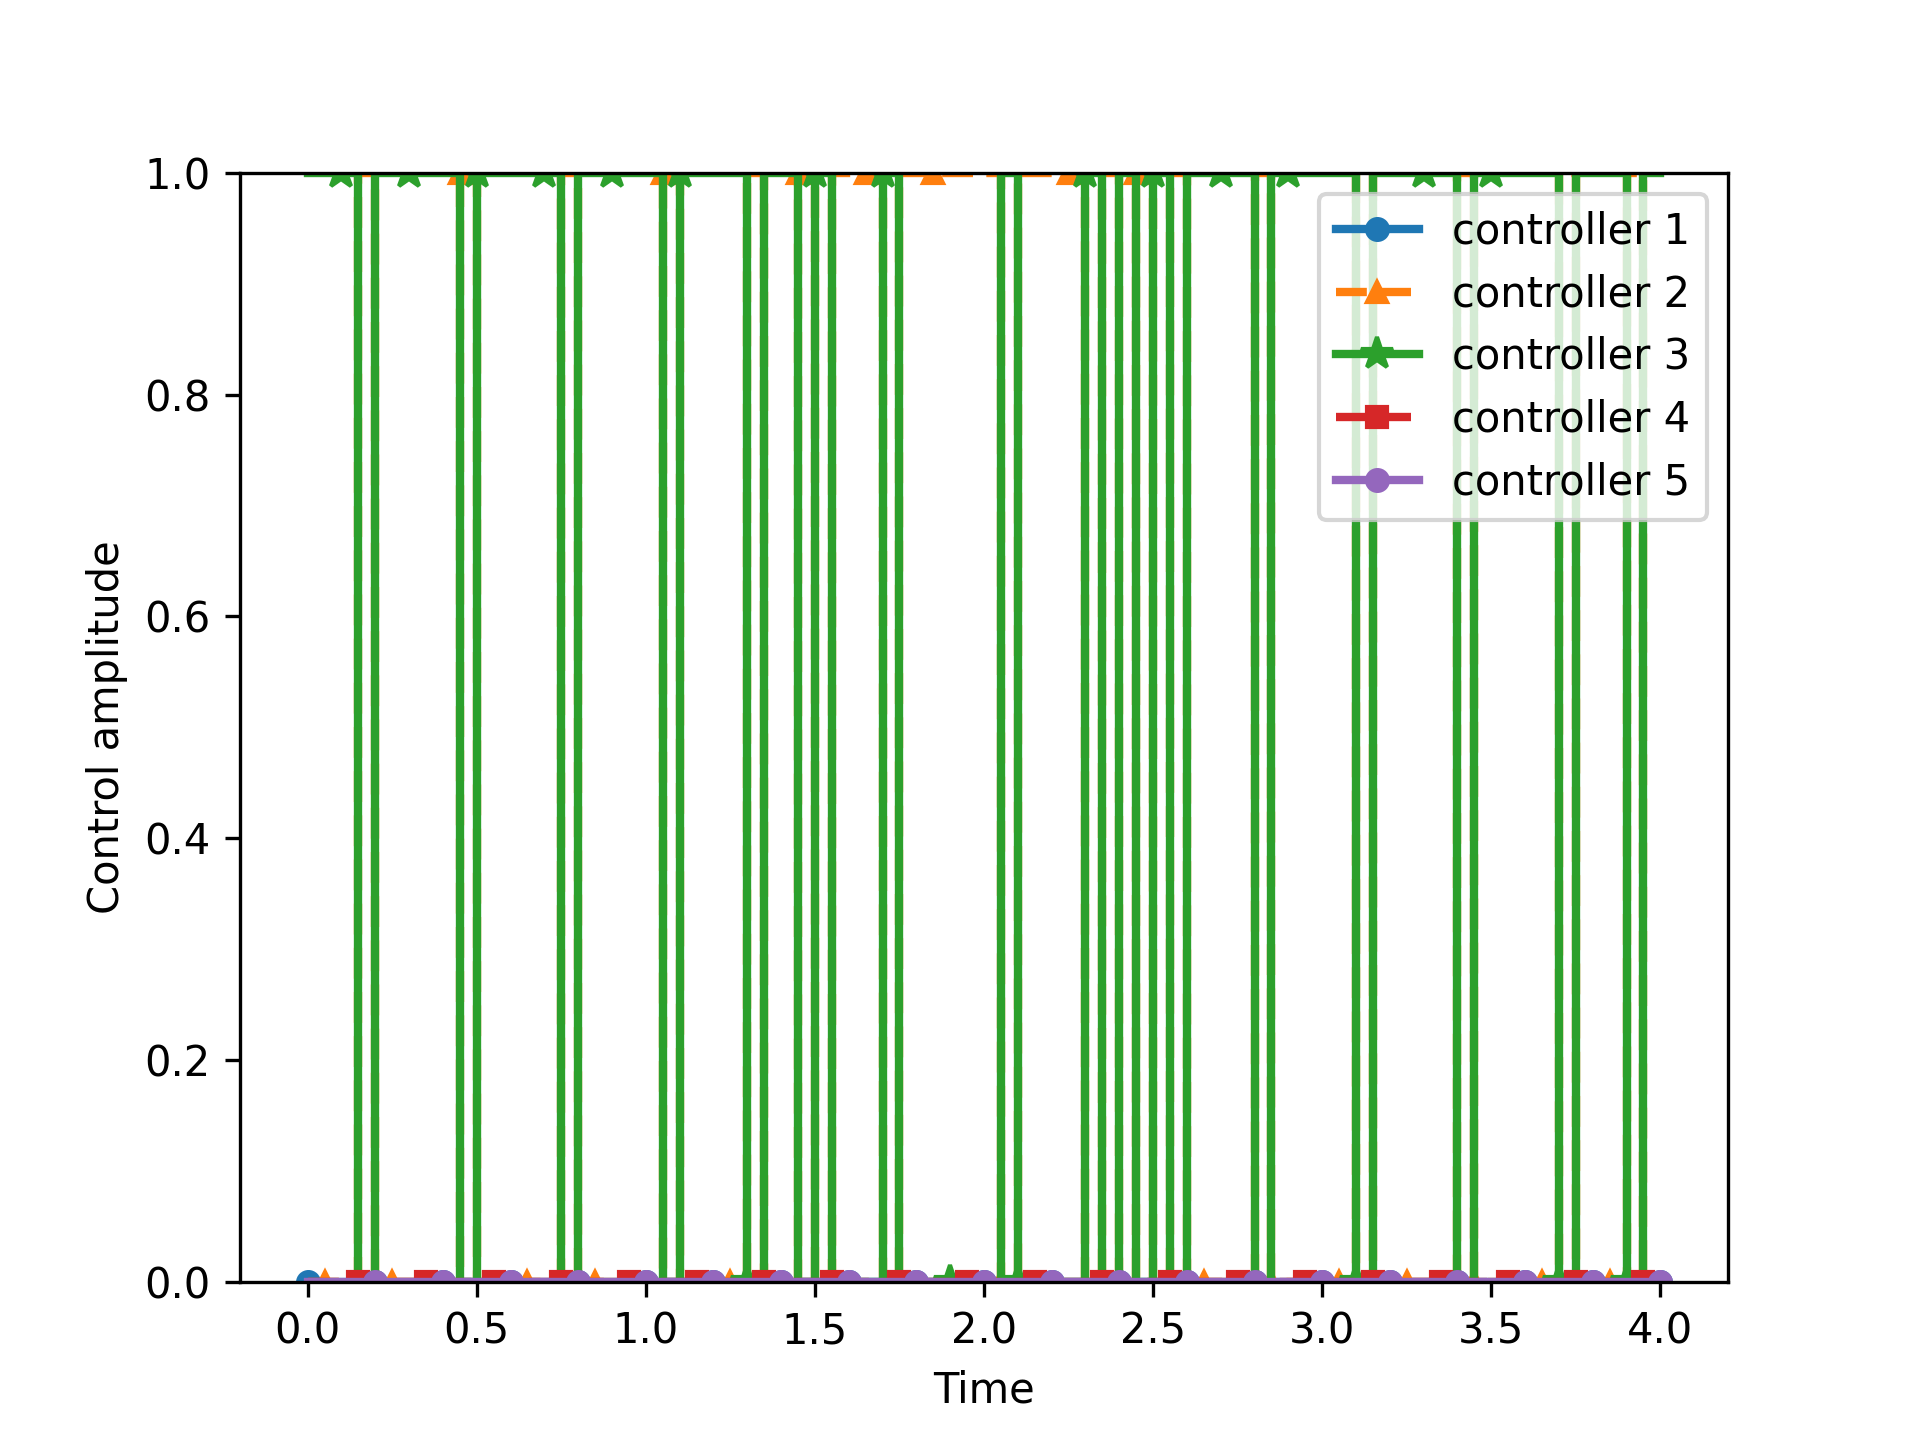 1.0
0.8
0.6
0.4
0.2
0.0
Control amplitude
controller 1
controller 2
controller 3
controller 4
controller 5
0.0 0.5 1.0 1.5 2.0 2.5 3.0 3.5 4.0
Time